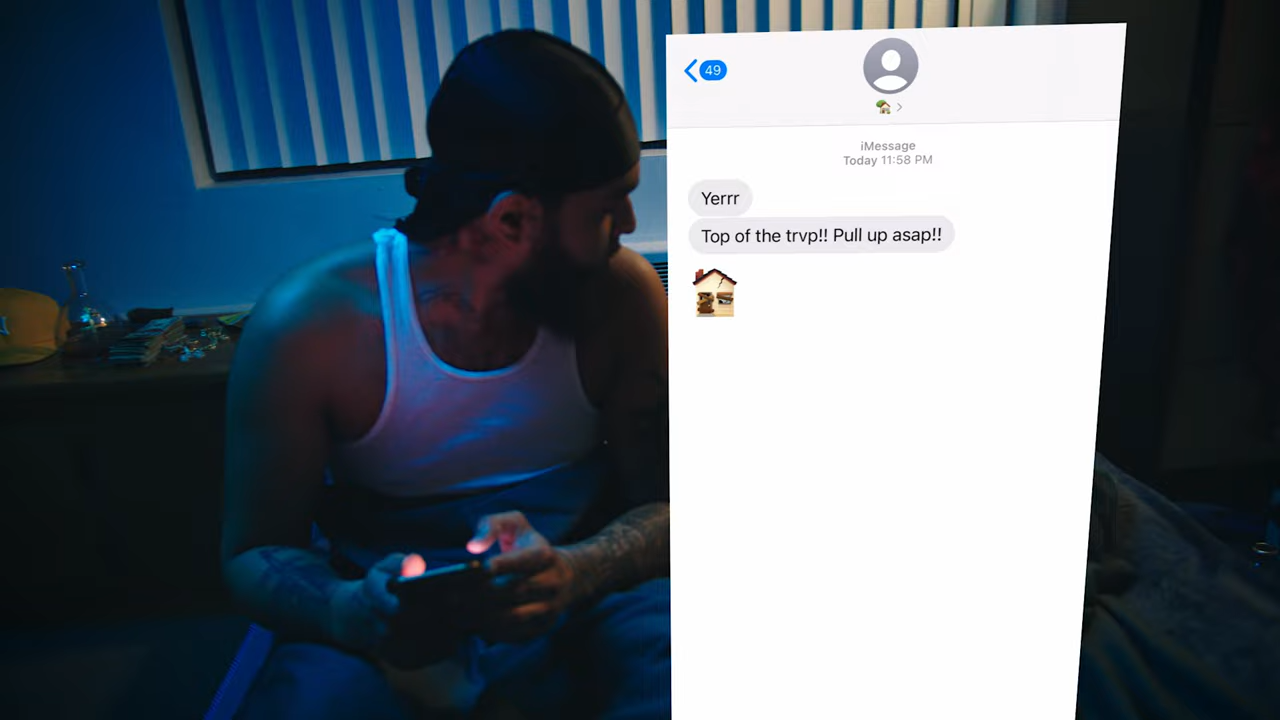 49
iMessage
Today 11:58 PM
Yerrr
Top of the trvp!! Pull up asap!!